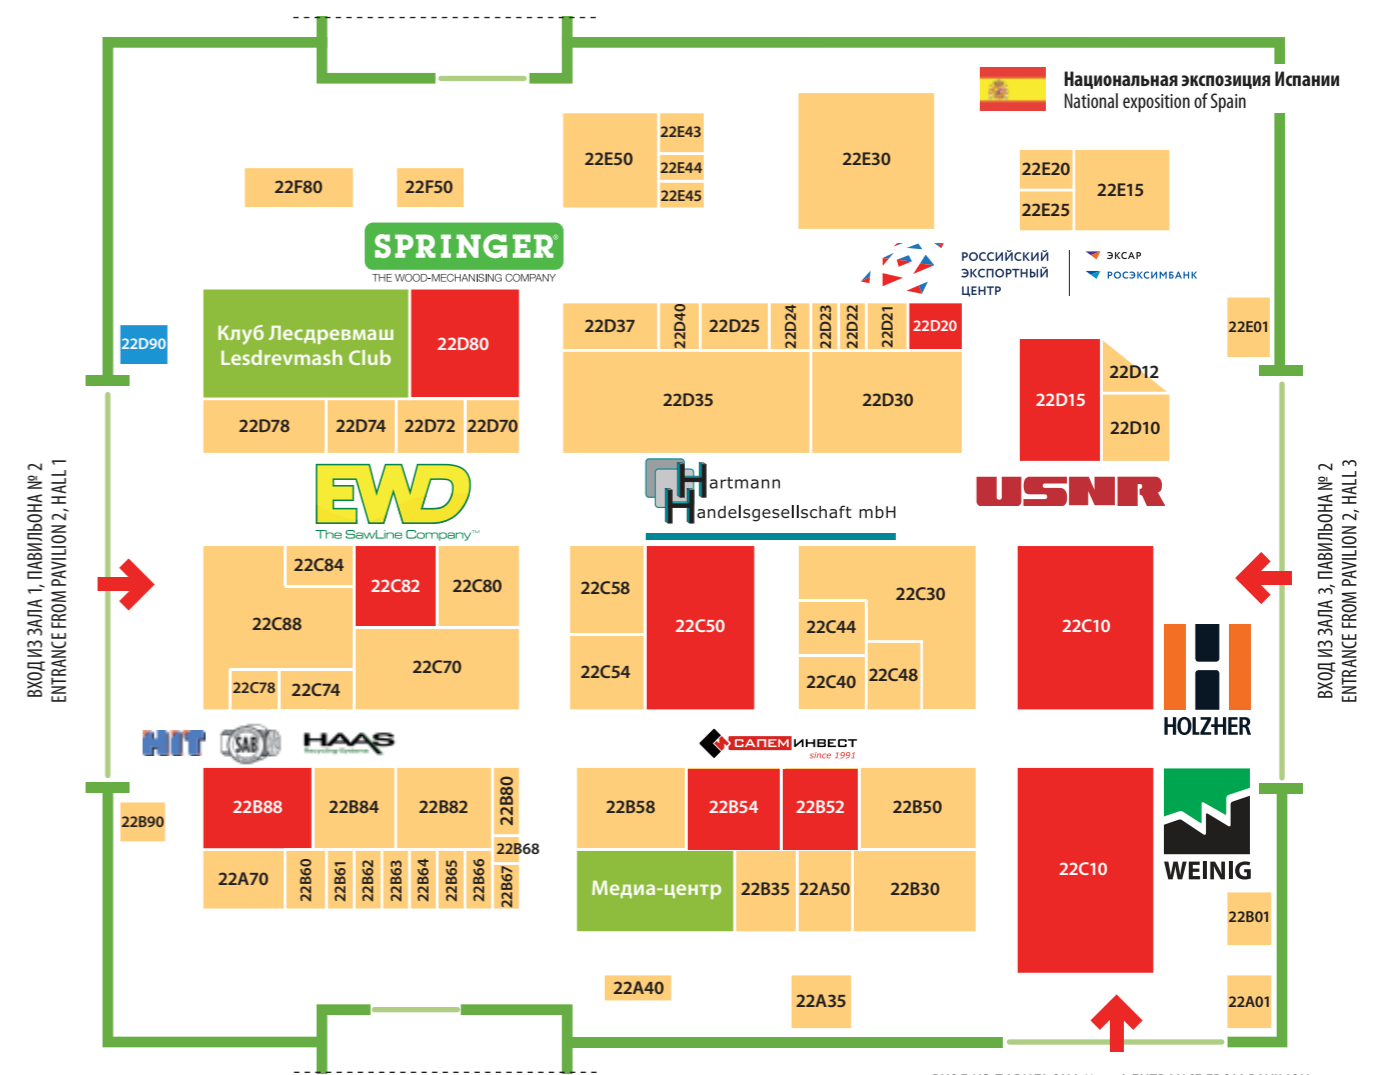 Национальная экспозиция Испании
National exposition of Spain
22E50
22E43
22E44
22E45
22E30
22E20
22E25
22E15
22F80
22F50
SPRINGER®
THE WOOD-MECHANISING COMPANY
РОССИЙСКИЙ
ЭКСПОРТНЫЙ
ЦЕНТР
ЭКСАР
РОСЭКСИМБАНК
22D90
Клуб Лесдревмаш
Lesdrevmash Club
22D80
22D37
22D40
22D25
22D24
22D23
22D22
22D21
22D20
22E01
22D78
22D74
22D72
22D70
22D35
22D30
22D15
22D12
22D10
EWD
The SawLine Company™
Hartmann
Handelsgesellschaft mbH
USNR
ВХОД ИЗ ЗАЛА 1, ПАВИЛЬОНА № 2
ENTRANCE FROM PAVILION 2, HALL 1
ВХОД ИЗ ЗАЛА 3, ПАВИЛЬОНА № 2
ENTRANCE FROM PAVILION 2, HALL 3
22C84
22C82
22C80
22C88
22C70
22C78
22C74
22C58
22C54
22C50
22C30
22C44
22C40
22C48
22C10
HOLZHER
HIT
SAB
HAAS
Recycling-Systems
САПЕМ ИНВЕСТ
since 1991
22B90
22B88
22B84
22B82
22B80
22B68
22A70
22B60
22B61
22B62
22B63
22B64
22B65
22B66
22B67
22B58
22B54
22B52
22B50
Медиа-центр
22B35
22A50
22B30
22C10
WEINIG
22B01
22A40
22A35
22A01